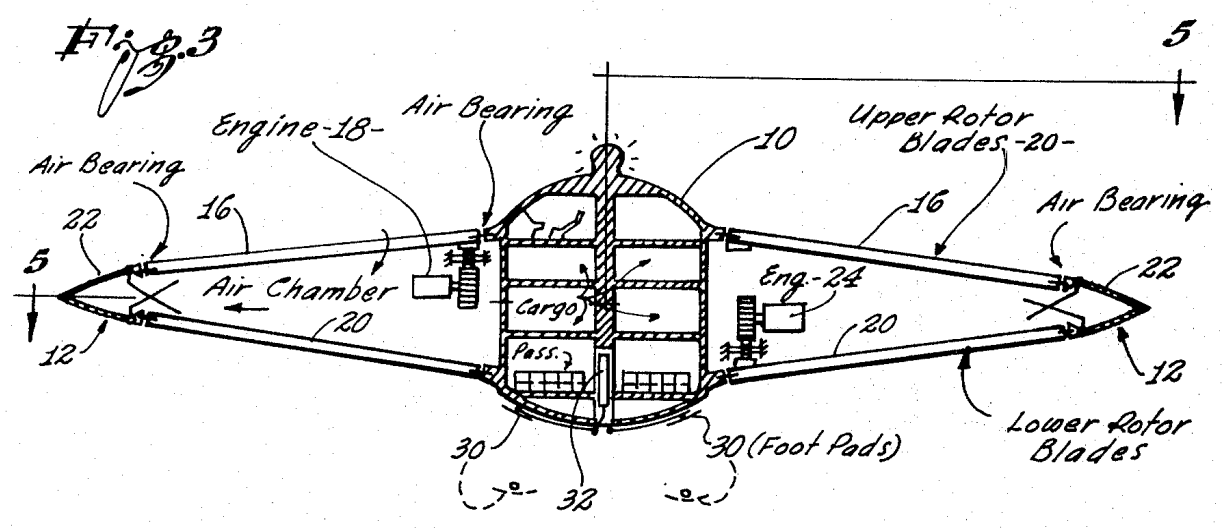 Fig. 3
5
Air Bearing
Engine -18-
Upper Rotor
Blades -20-
10
Air Bearing
16
16
Air Bearing
22
22
5
Air Chamber
Eng.-24
Cargo
12
20
Pass.
20
12
30
32
30 (Foot Pads)
Lower Rotor
Blades